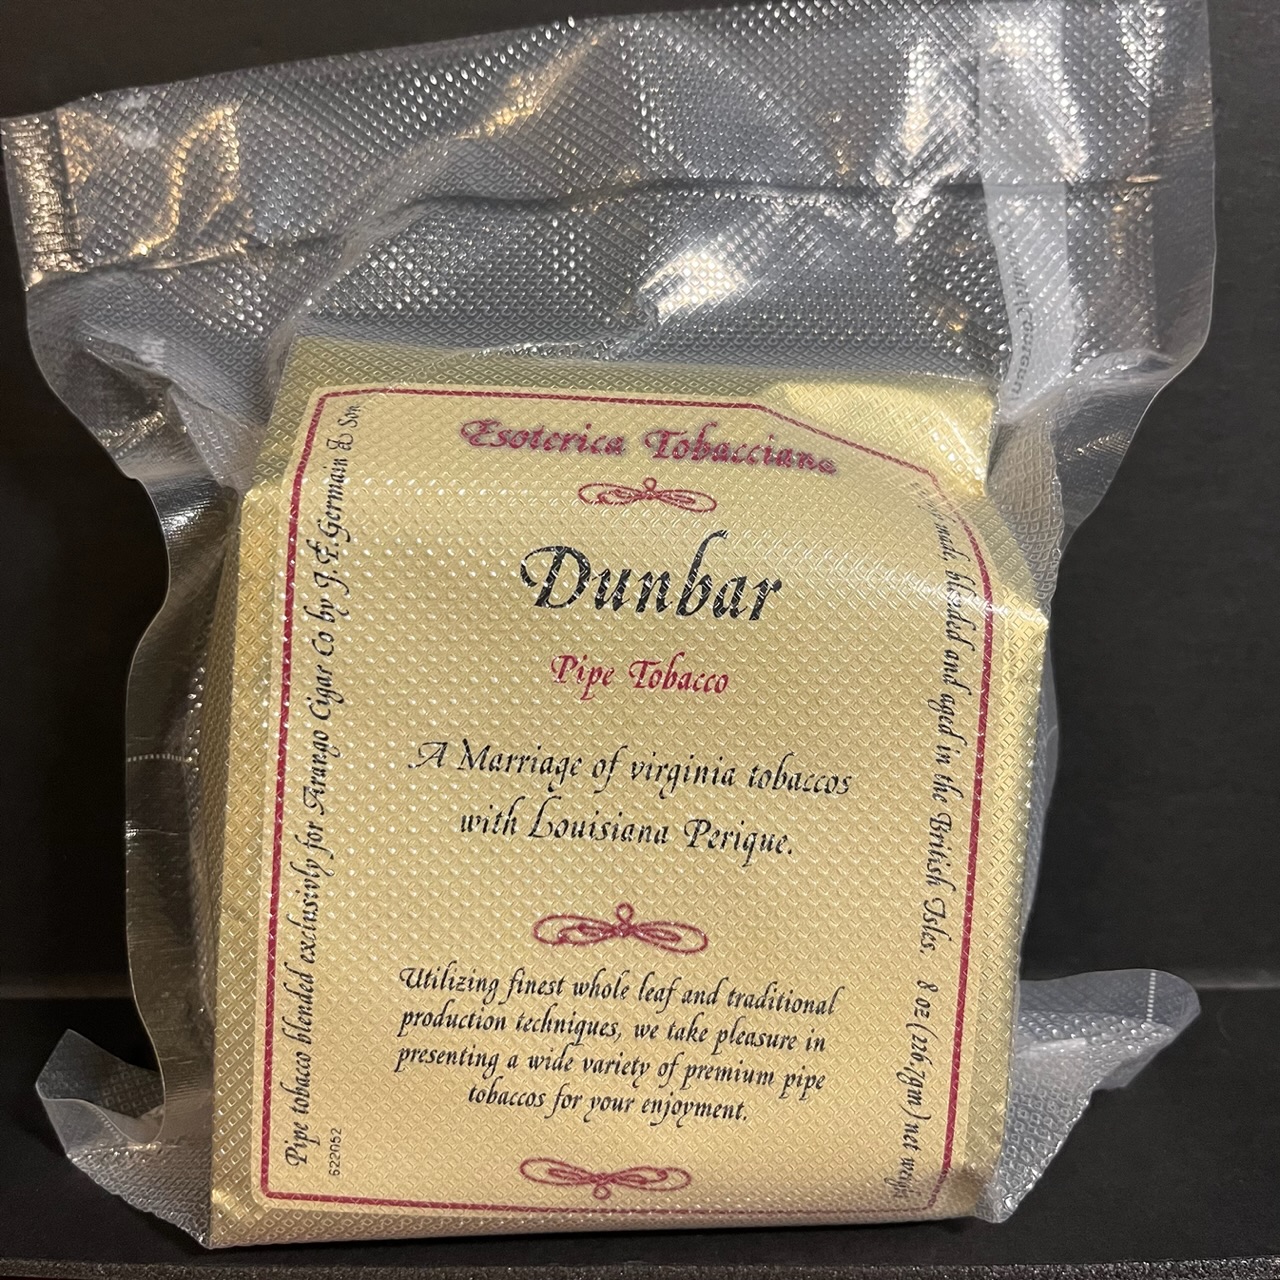 Esoterica Tobacciana
Dunbar
Pipe Tobacco
A Marriage of virginia tobaccos
with Louisiana Perique.
Utilizing finest whole leaf and traditional
production techniques, we take pleasure in
presenting a wide variety of premium pipe
tobaccos for your enjoyment.
Pipe tobacco blended exclusivly for Arango Cigar Co by J.F.Germain & Son
622052
made, blended and aged in the British Isles. 8 oz (226,7gm) net weight